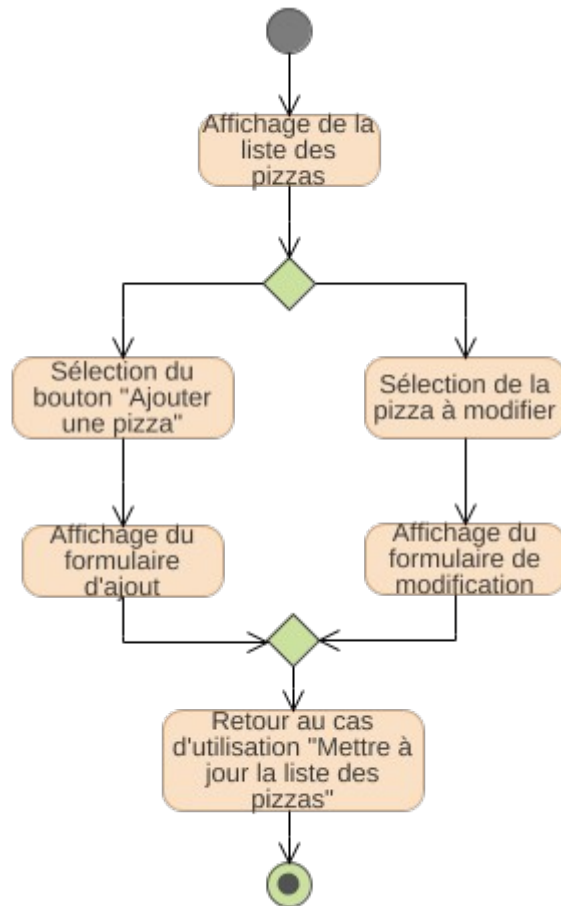 Affichage de la
liste des
pizzas
Sélection du
bouton "Ajouter
une pizza"
Sélection de la
pizza à modifier
Affichage du
formulaire
d'ajout
Affichage du
formulaire de
modification
Retour au cas
d'utilisation "Mettre à
jour la liste des
pizzas"